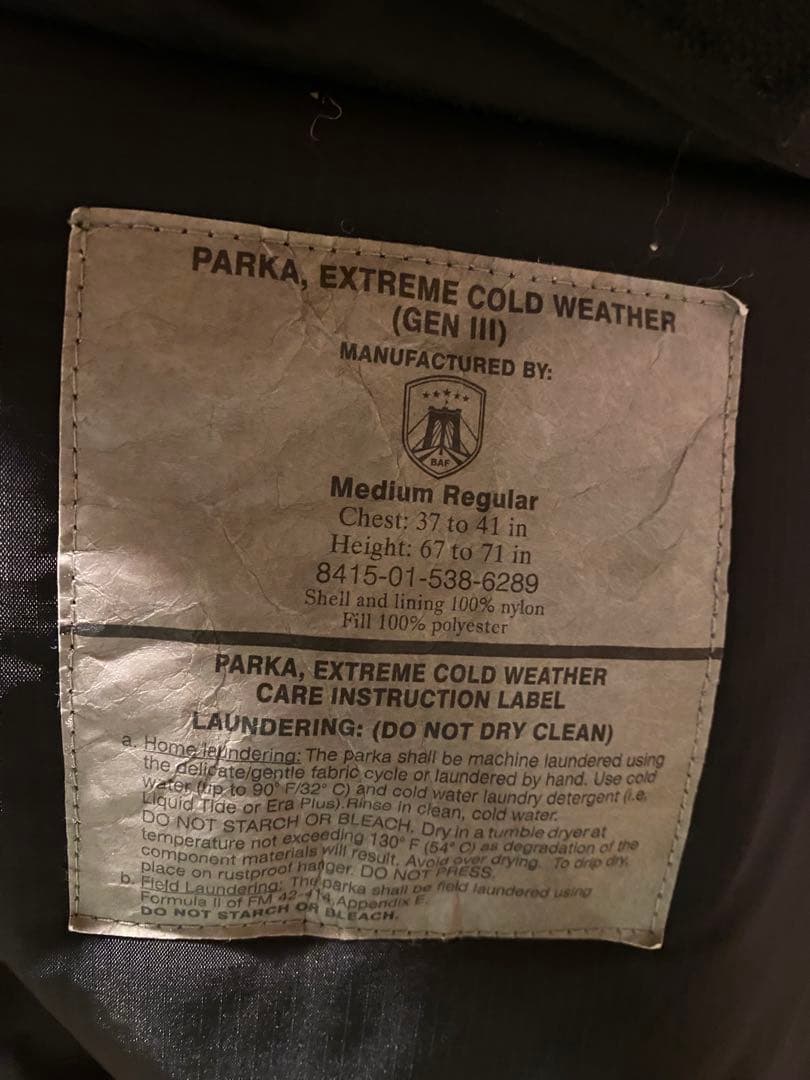 PARKA, EXTREME COLD WEATHER
(GEN III)
MANUFACTURED BY:
BAF
Medium Regular
Chest: 37 to 41 in
Height: 67 to 71 in
8415-01-538-6289
Shell and lining 100% nylon
Fill 100% polyester
PARKA, EXTREME COLD WEATHER
CARE INSTRUCTION LABEL
LAUNDERING: (DO NOT DRY CLEAN)
a. Home laundering: The parka shall be machine laundered using
the delicate/gentle fabric cycle or laundered by hand. Use cold
water (up to 90° F/32° C) and cold water laundry detergent (i.e.
Liquid Tide or Era Plus). Rinse in clean, cold water.
DO NOT STARCH OR BLEACH. Dry in a tumble dryer at
temperature not exceeding 130° F (54° C) as degradation of the
component materials will result. Avoid over drying. To drip dry,
place on rustproof hanger. DO NOT PRESS.
b. Field Laundering: The parka shall be field laundered using
Formula II of FM 42-414, Appendix E.
DO NOT STARCH OR BLEACH.